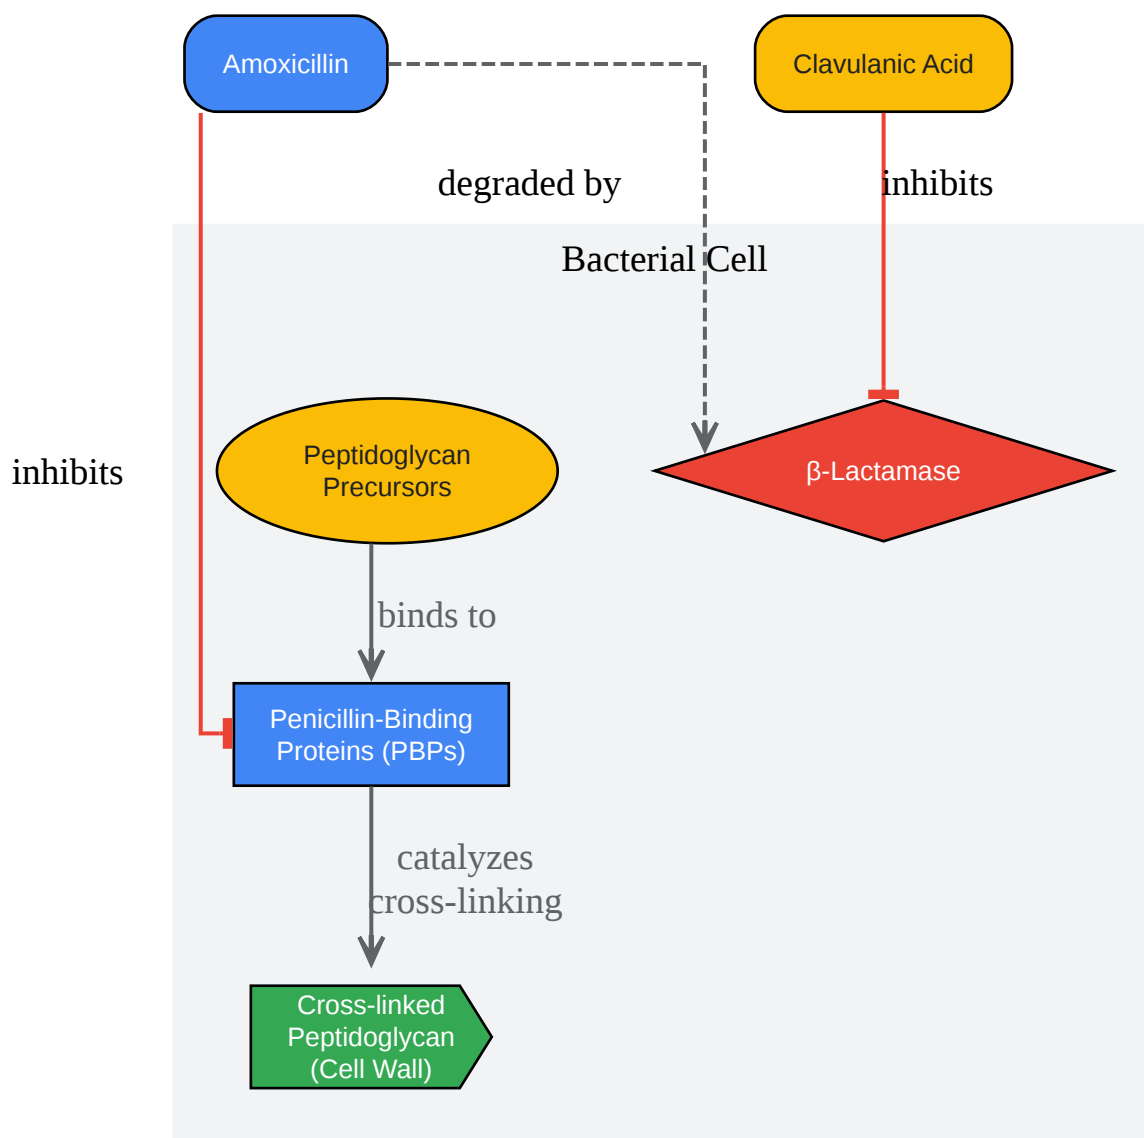 Amoxicillin
Clavulanic Acid
degraded by
inhibits
Bacterial Cell
Peptidoglycan
Precursors
β-Lactamase
inhibits
binds to
Penicillin-Binding
Proteins (PBPs)
catalyzes
cross-linking
Cross-linked
Peptidoglycan
(Cell Wall)